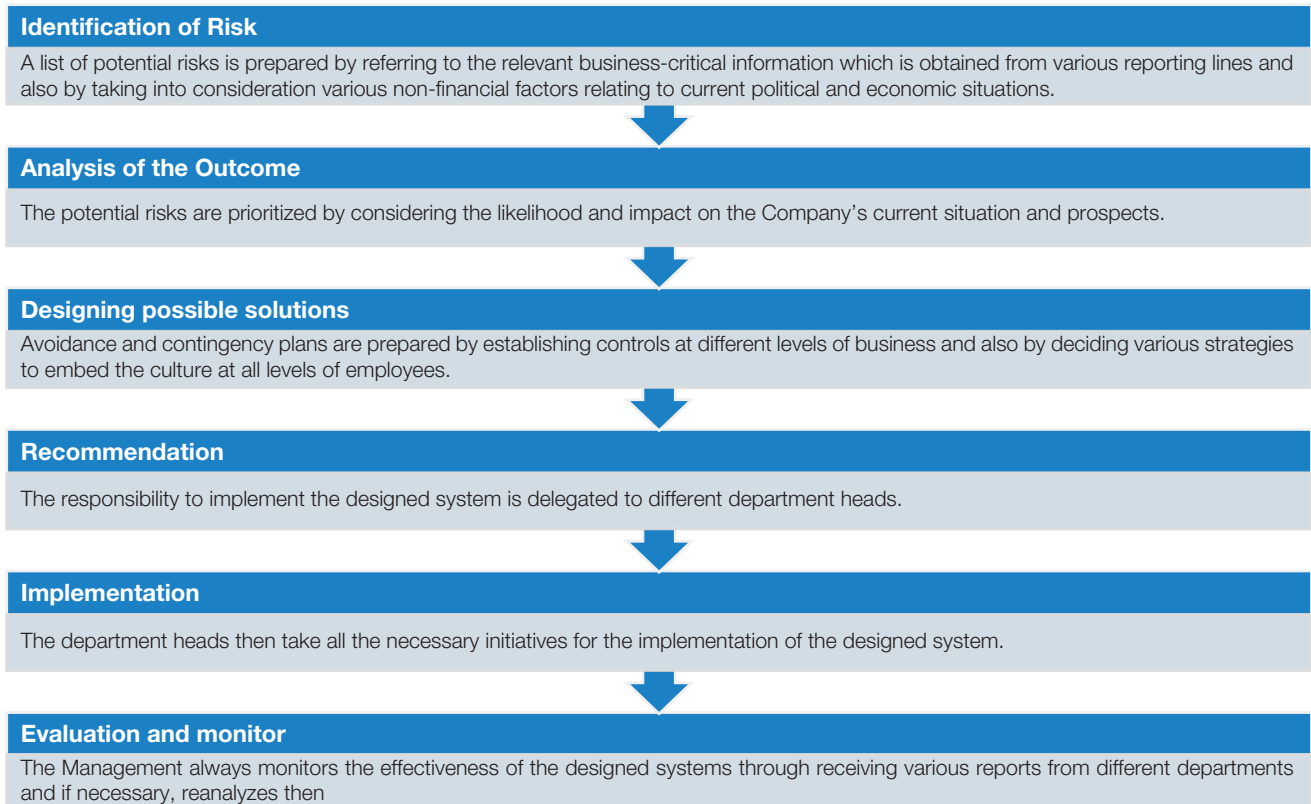 Identification of Risk
A list of potential risks is prepared by referring to the relevant business-critical information which is obtained from various reporting lines and
also by taking into consideration various non-financial factors relating to current political and economic situations.
Analysis of the Outcome
The potential risks are prioritized by considering the likelihood and impact on the Company's current situation and prospects.
Designing possible solutions
Avoidance and contingency plans are prepared by establishing controls at different levels of business and also by deciding various strategies
to embed the culture at all levels of employees.
Recommendation
The responsibility to implement the designed system is delegated to different department heads.
Implementation
The department heads then take all the necessary initiatives for the implementation of the designed system.
Evaluation and monitor
The Management always monitors the effectiveness of the designed systems through receiving various reports from different departments
and if necessary, reanalyzes then